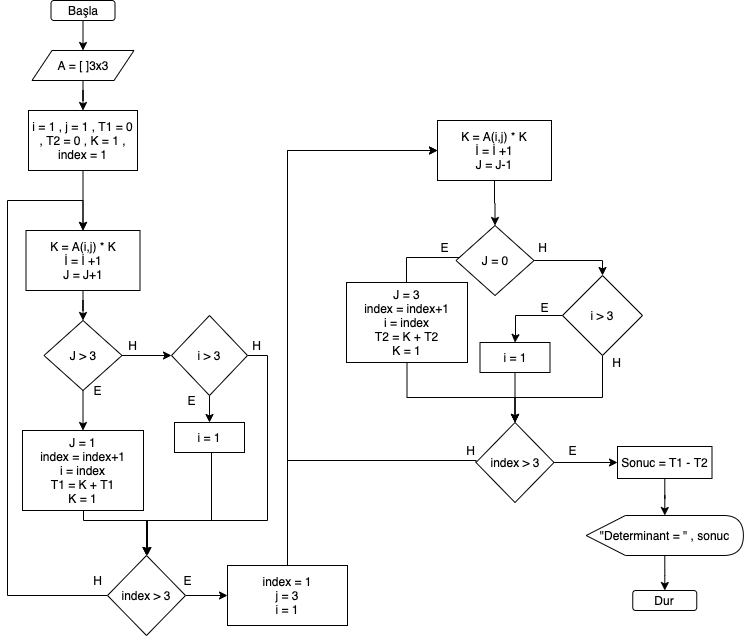 Başla
A = [ ]3x3
i = 1 , j = 1 , T1 = 0
, T2 = 0 , K = 1 ,
index = 1
K = A(i,j) * K
İ = İ +1
J = J+1
J > 3
H
E
i > 3
H
E
i = 1
J = 1
index = index+1
i = index
T1 = K + T1
K = 1
index > 3
H
E
index = 1
j = 3
i = 1
K = A(i,j) * K
İ = İ +1
J = J-1
J = 0
E
H
J = 3
index = index+1
i = index
T2 = K + T2
K = 1
i > 3
E
H
i = 1
index > 3
H
E
Sonuc = T1 - T2
"Determinant = " , sonuc
Dur